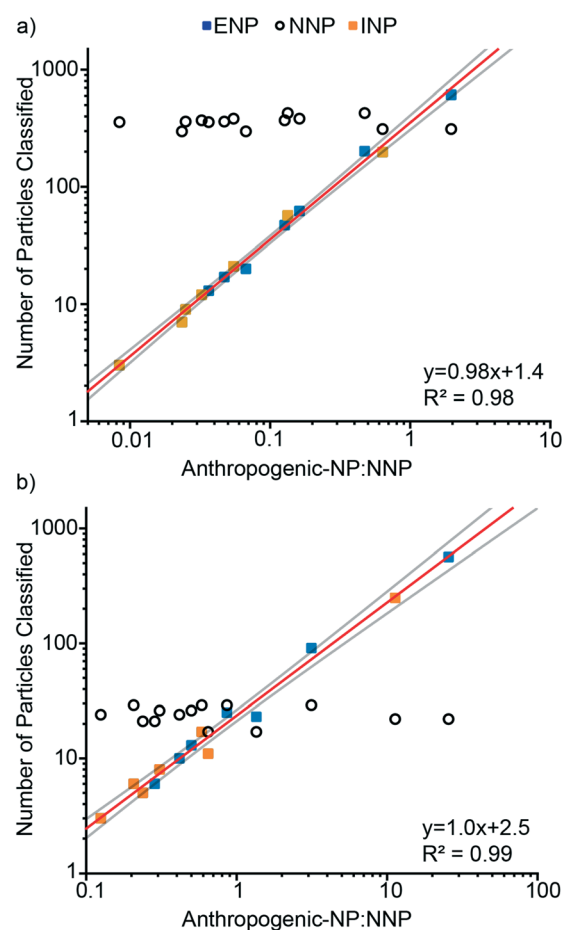 a)
ENP NNP INP
1000
100
10
1
Number of Particles Classified
y=0.98x+1.4
R² = 0.98
0.01 0.1 1 10
Anthropogenic-NP:NNP
b)
1000
100
10
1
Number of Particles Classified
y=1.0x+2.5
R² = 0.99
0.1 1 10 100
Anthropogenic-NP:NNP